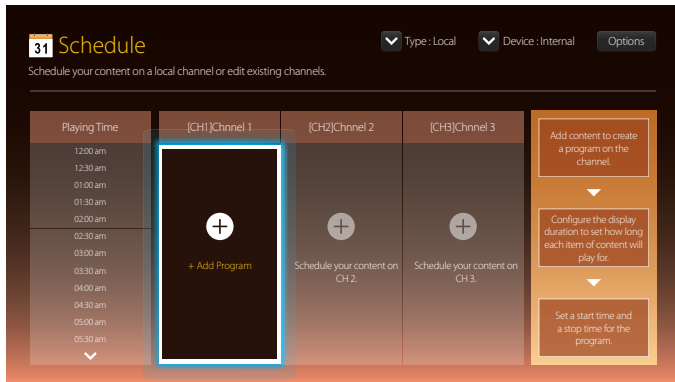 31 Schedule
Type : Local
Device : Internal
Options
Schedule your content on a local channel or edit existing channels.
Playing Time
[CH1]Chnnel 1
[CH2]Chnnel 2
[CH3]Chnnel 3
12:00 am
12:30 am
01:00 am
01:30 am
02:00 am
02:30 am
03:00 am
03:30 am
04:00 am
04:30 am
05:00 am
05:30 am
+ Add Program
Schedule your content on
CH 2.
Schedule your content on
CH 3.
Add content to create
a program on the
channel.
Configure the display
duration to set how long
each item of content will
play for.
Set a start time and
a stop time for the
program.